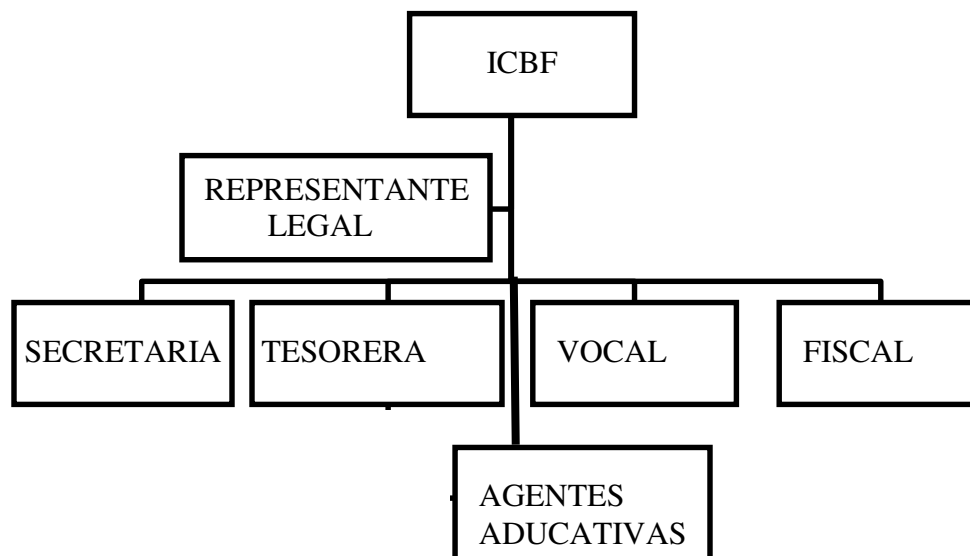 ICBF
REPRESENTANTE
LEGAL
SECRETARIA
TESORERA
VOCAL
FISCAL
AGENTES
ADUCATIVAS